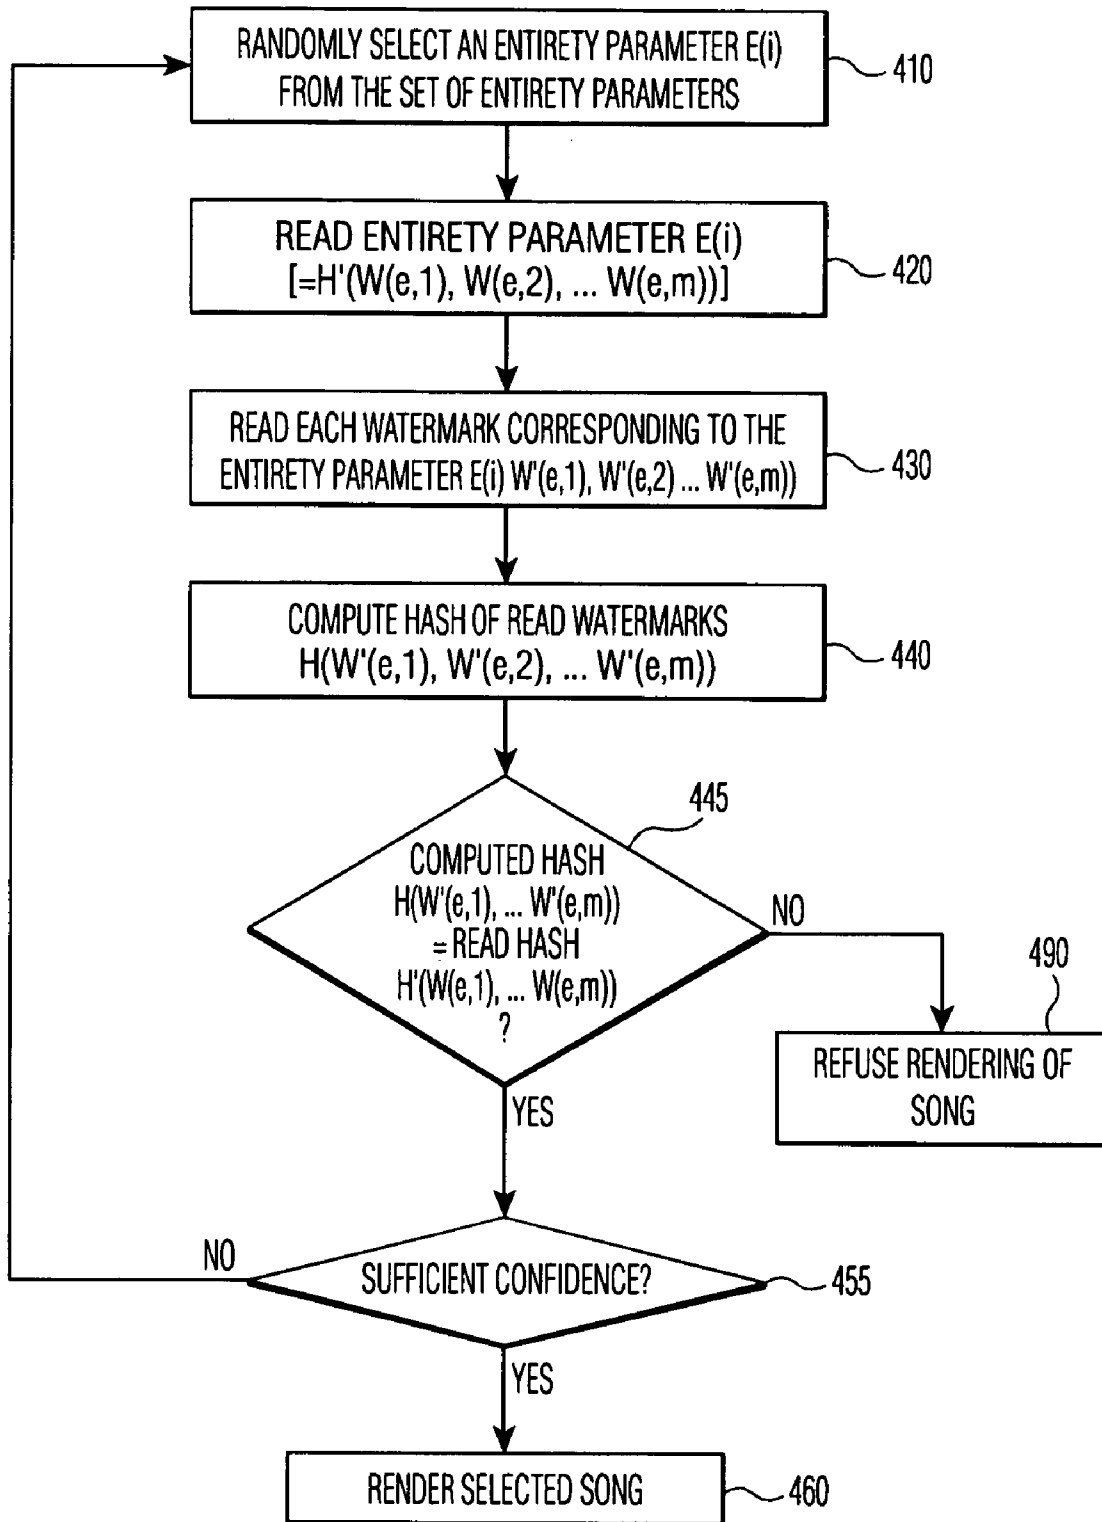 RANDOMLY SELECT AN ENTIRETY PARAMETER E(i)
FROM THE SET OF ENTIRETY PARAMETERS
410
READ ENTIRETY PARAMETER E(i)
[=H'(W(e,1), W(e,2), ... W(e,m))]
420
READ EACH WATERMARK CORRESPONDING TO THE
ENTIRETY PARAMETER E(i) W'(e,1), W'(e,2) ... W'(e,m))
430
COMPUTE HASH OF READ WATERMARKS
H(W'(e,1), W'(e,2), ... W'(e,m))
440
445
COMPUTED HASH
H(W'(e,1), ... W'(e,m))
= READ HASH
H'(W(e,1), ... W(e,m))
?
NO
490
REFUSE RENDERING OF
SONG
YES
NO
SUFFICIENT CONFIDENCE?
455
YES
RENDER SELECTED SONG
460